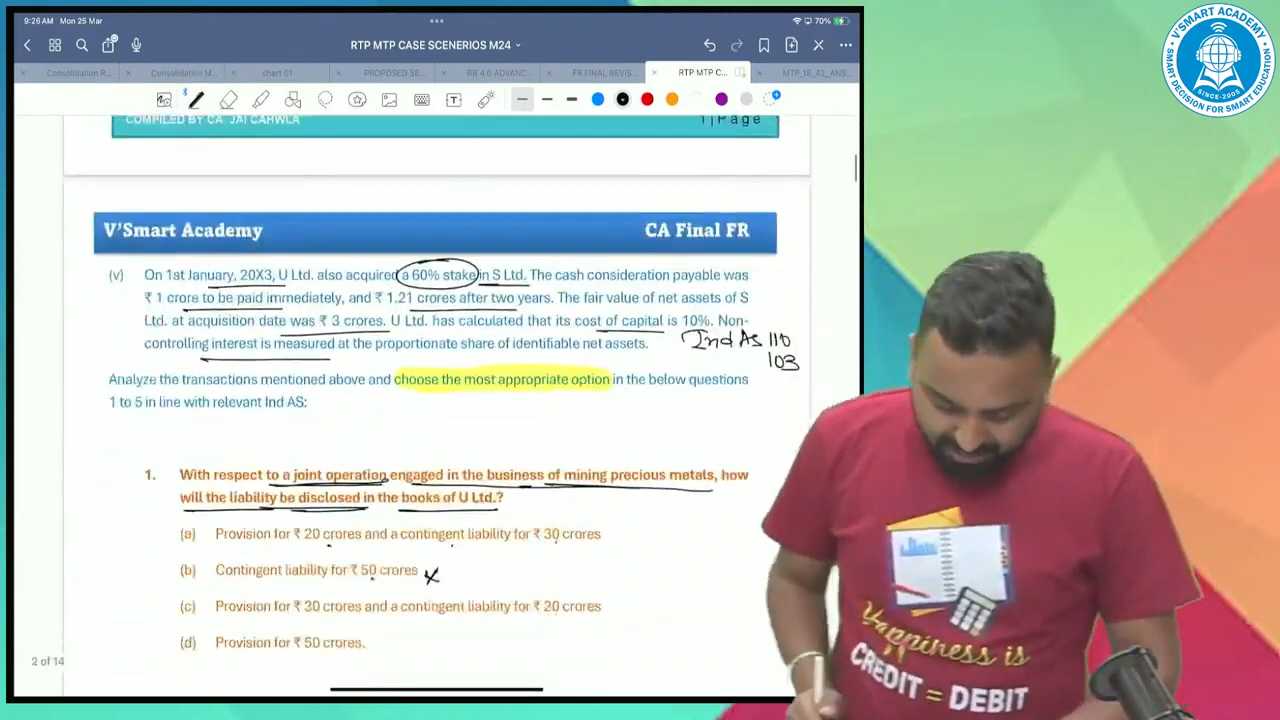 9:26 AM Mon 25 Mar
70%
RTP MTP CASE SCENERIOS M24
Consolidation R...
Consolidation M...
chart 01
PROPOSED SE...
RR 4.0 ADVANC...
FR FINAL REVIS...
RTP MTP C...
MTP_18_42_ANS...
COMPILED BY CA. JAI CAHWLA
1 | Page
V'Smart Academy
CA Final FR
(v) On 1st January, 20X3, U Ltd. also acquired a 60% stake in S Ltd. The cash consideration payable was
₹ 1 crore to be paid immediately, and ₹ 1.21 crores after two years. The fair value of net assets of S
Ltd. at acquisition date was ₹ 3 crores. U Ltd. has calculated that its cost of capital is 10%. Non-
controlling interest is measured at the proportionate share of identifiable net assets.
Ind As 110
103
Analyze the transactions mentioned above and choose the most appropriate option in the below questions
1 to 5 in line with relevant Ind AS:
1. With respect to a joint operation engaged in the business of mining precious metals, how
will the liability be disclosed in the books of U Ltd.?
(a) Provision for ₹ 20 crores and a contingent liability for ₹ 30 crores
(b) Contingent liability for ₹ 50 crores x
(c) Provision for ₹ 30 crores and a contingent liability for ₹ 20 crores
(d) Provision for ₹ 50 crores.
2 of 14
V'SMART ACADEMY
SINCE-2005
SMART DECISION FOR SMART EDUCATION
Happiness is
CREDIT = DEBIT